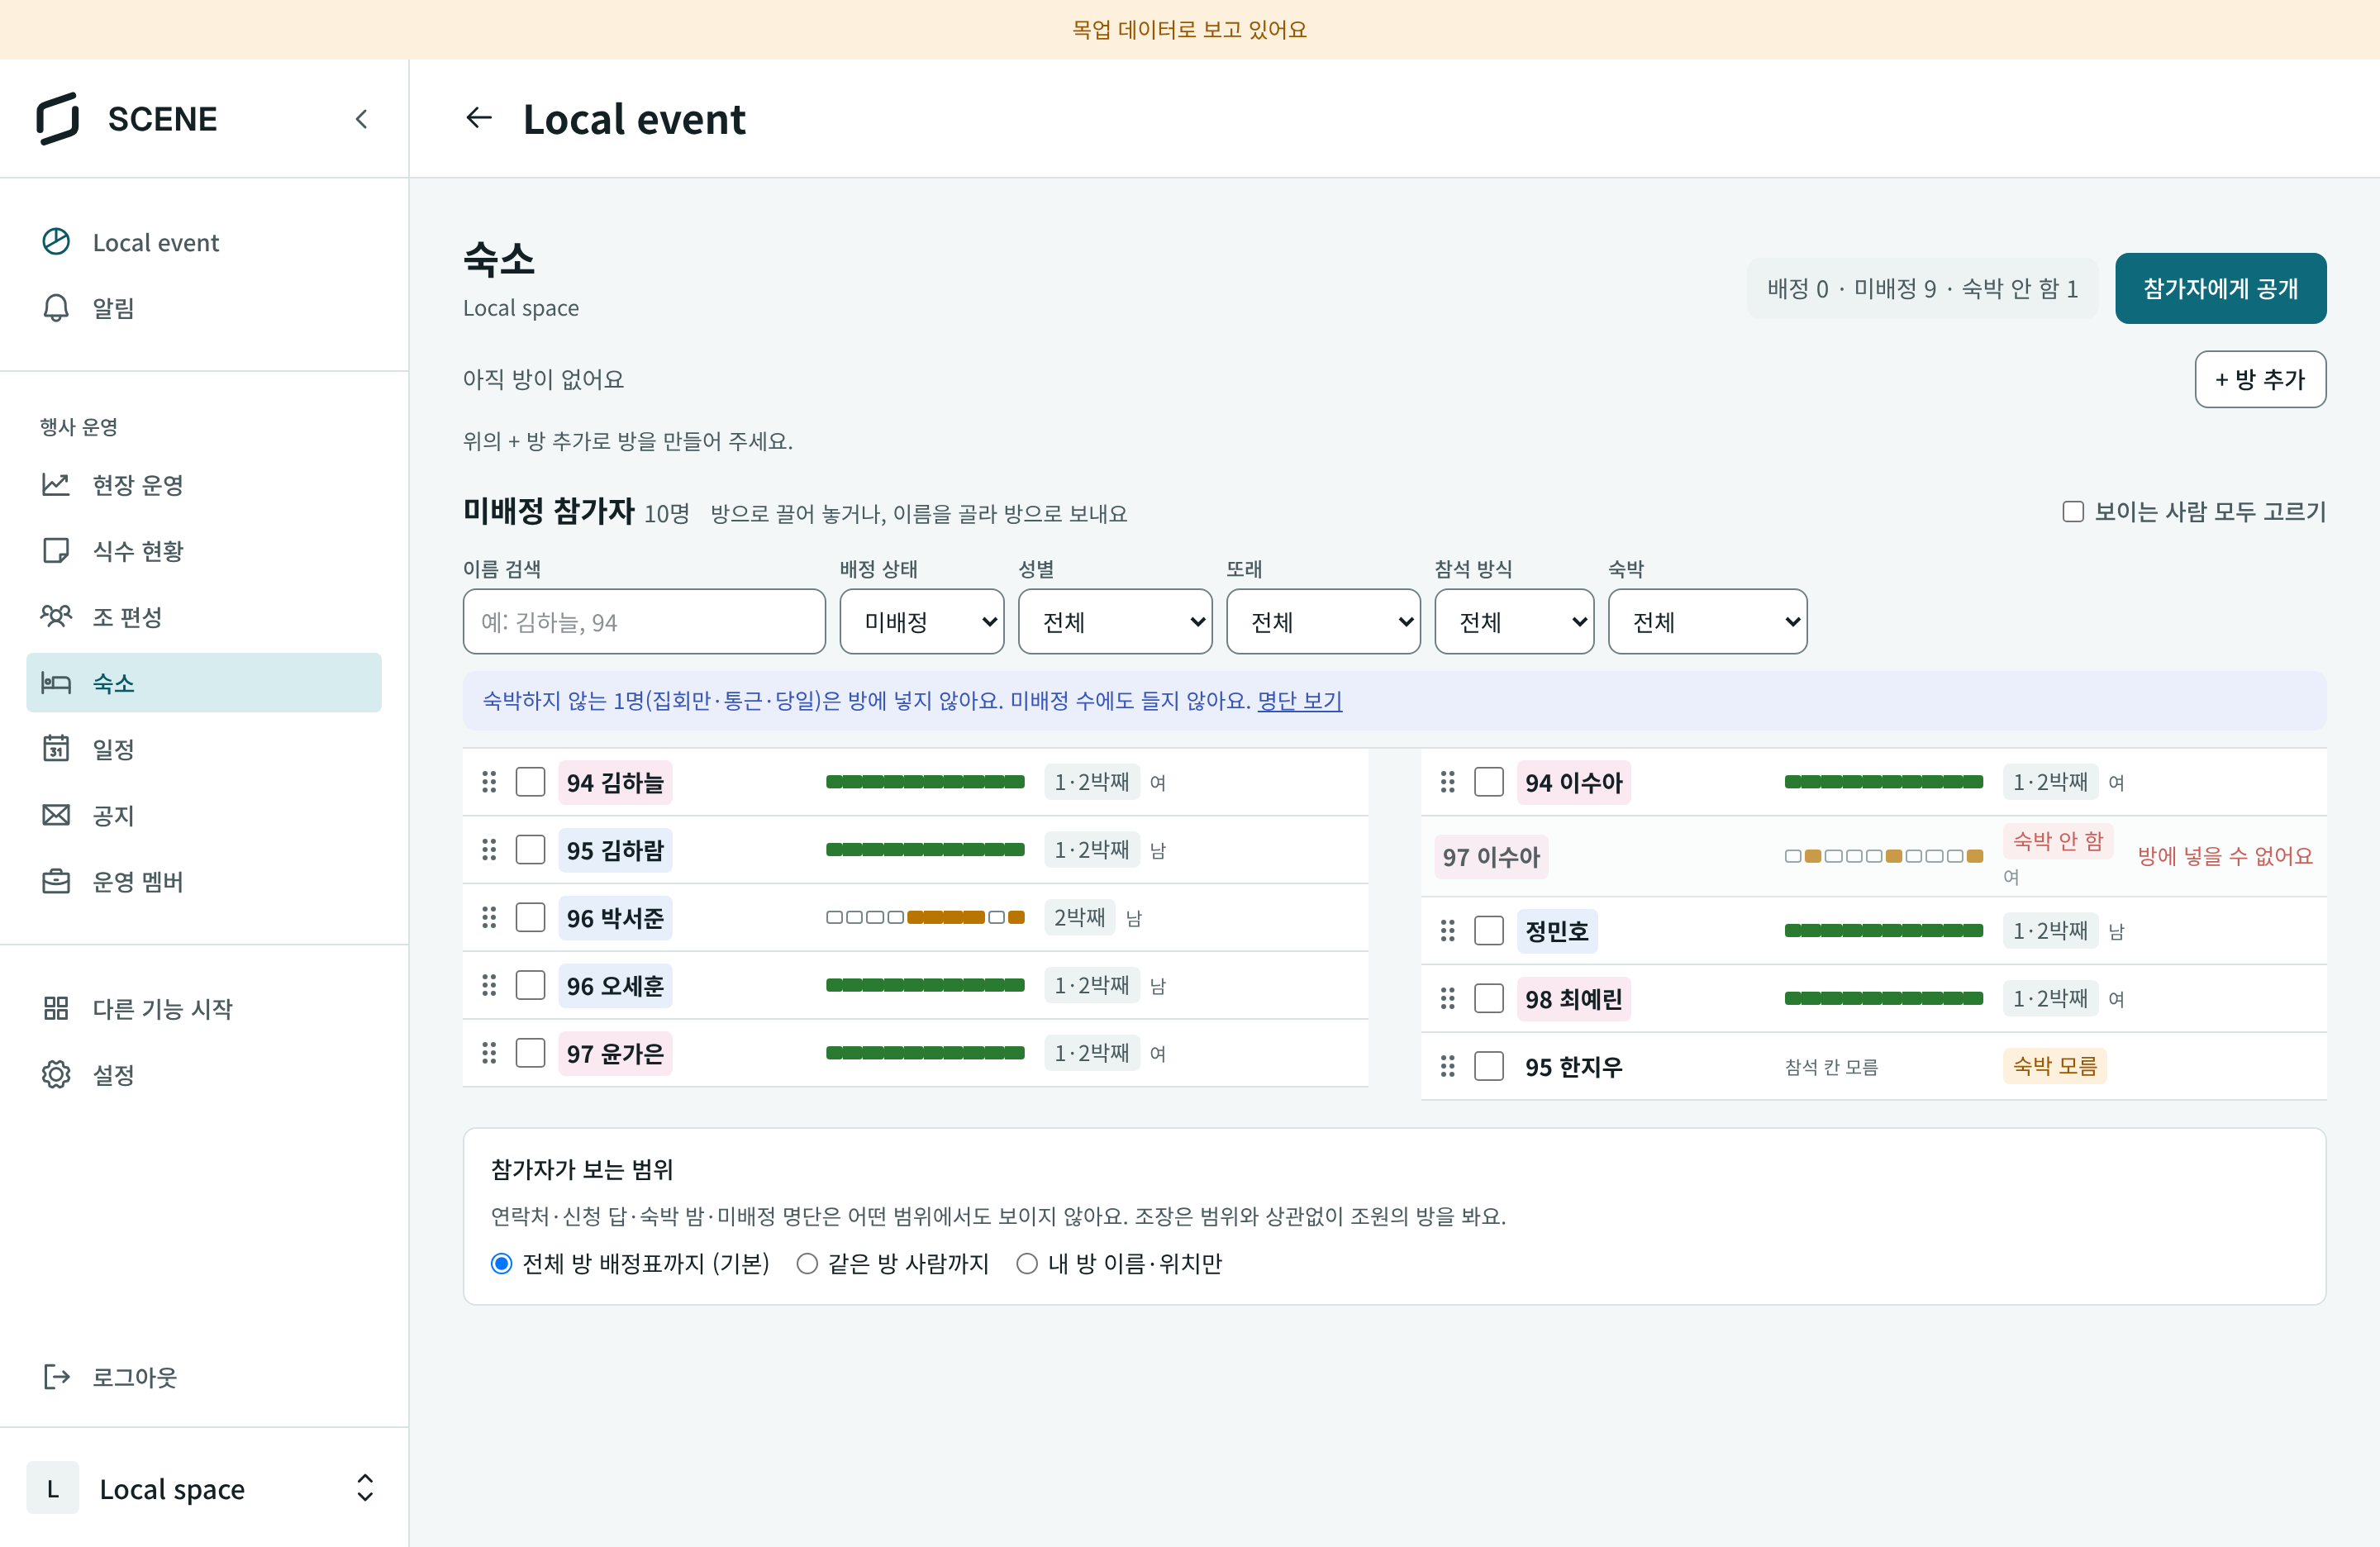 목업 데이터로 보고 있어요
SCENE
Local event
Local event
알림
행사 운영
현장 운영
식수 현황
조 편성
숙소
31
일정
공지
운영 멤버
다른 기능 시작
설정
로그아웃
L Local space
숙소
Local space
배정 0 · 미배정 9 · 숙박 안 함 1
참가자에게 공개
아직 방이 없어요
+ 방 추가
위의 + 방 추가로 방을 만들어 주세요.
미배정 참가자 10명 방으로 끌어 놓거나, 이름을 골라 방으로 보내요
보이는 사람 모두 고르기
이름 검색 배정 상태 성별 또래 참석 방식 숙박
예: 김하늘, 94 미배정 전체 전체 전체 전체
숙박하지 않는 1명(집회만·통근·당일)은 방에 넣지 않아요. 미배정 수에도 들지 않아요. 명단 보기
94 김하늘 1·2박째 여
95 김하람 1·2박째 남
96 박서준 2박째 남
96 오세훈 1·2박째 남
97 윤가은 1·2박째 여
94 이수아 1·2박째 여
97 이수아 숙박 안 함 여 방에 넣을 수 없어요
정민호 1·2박째 남
98 최예린 1·2박째 여
95 한지우 참석 칸 모름 숙박 모름
참가자가 보는 범위
연락처·신청 답·숙박 밤·미배정 명단은 어떤 범위에서도 보이지 않아요. 조장은 범위와 상관없이 조원의 방을 봐요.
전체 방 배정표까지 (기본) 같은 방 사람까지 내 방 이름·위치만